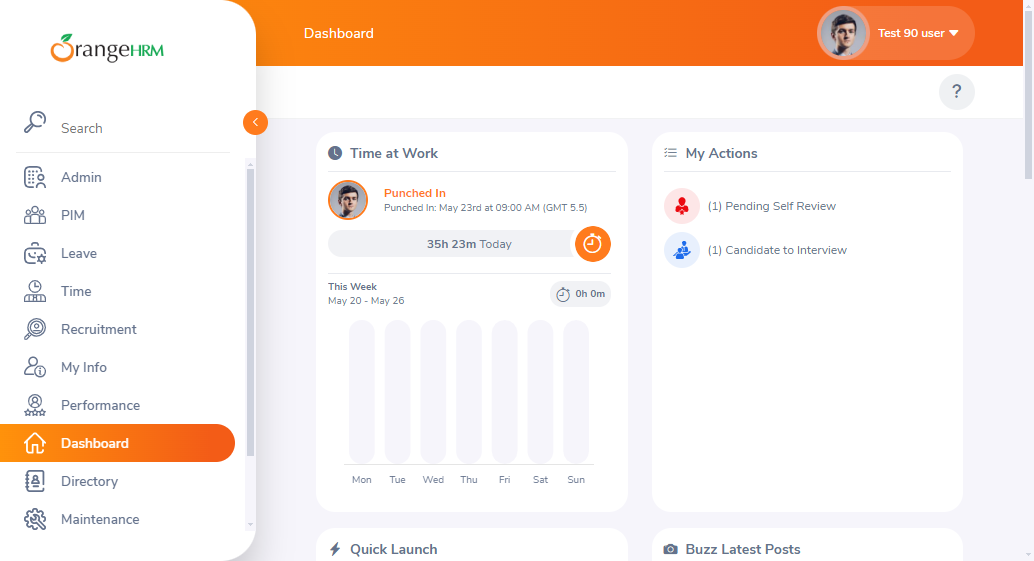 OrangeHRM
Search
Admin
PIM
Leave
Time
Recruitment
My Info
Performance
Dashboard
Directory
Maintenance
Dashboard
Test 90 user
?
Time at Work
Punched In
Punched In: May 23rd at 09:00 AM (GMT 5.5)
35h 23m Today
This Week
May 20 - May 26
0h 0m
Mon Tue Wed Thu Fri Sat Sun
My Actions
(1) Pending Self Review
(1) Candidate to Interview
Quick Launch
Buzz Latest Posts